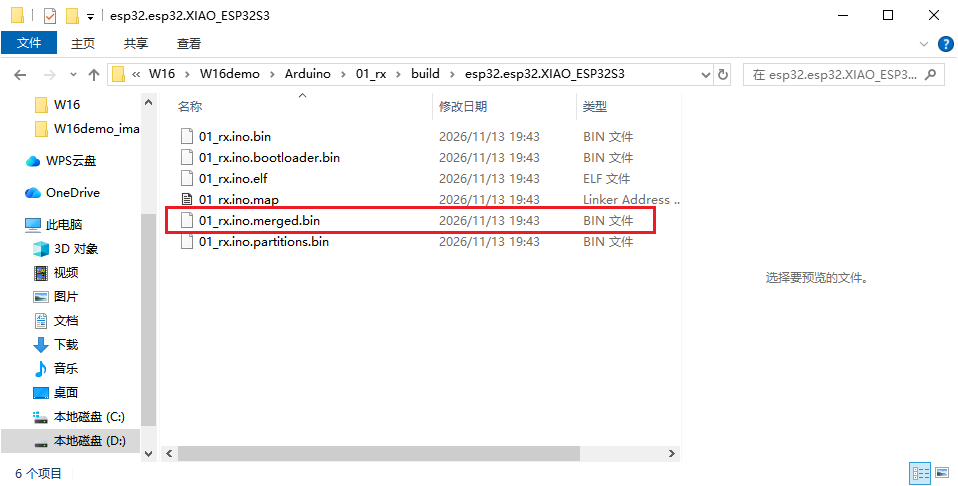 esp32.esp32.XIAO_ESP32S3
文件 主页 共享 查看
« W16 › W16demo › Arduino › 01_rx › build › esp32.esp32.XIAO_ESP32S3
在 esp32.esp32.XIAO_ESP3...
W16
W16demo_ima
WPS云盘
OneDrive
此电脑
3D 对象
视频
图片
文档
下载
音乐
桌面
本地磁盘 (C:)
本地磁盘 (D:)
名称 修改日期 类型
01_rx.ino.bin 2026/11/13 19:43 BIN 文件
01_rx.ino.bootloader.bin 2026/11/13 19:43 BIN 文件
01_rx.ino.elf 2026/11/13 19:43 ELF 文件
01_rx.ino.map 2026/11/13 19:43 Linker Address ..
01_rx.ino.merged.bin 2026/11/13 19:43 BIN 文件
01_rx.ino.partitions.bin 2026/11/13 19:43 BIN 文件
选择要预览的文件。
6 个项目